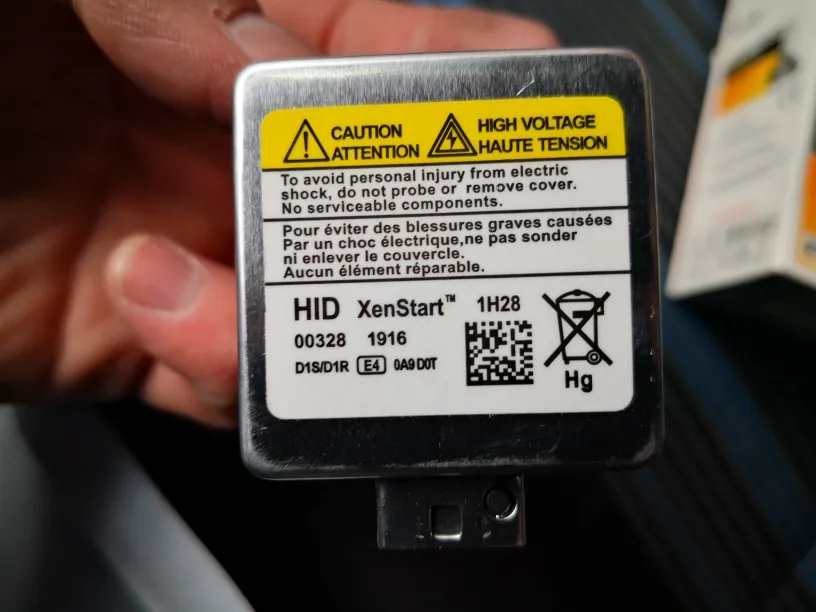 CAUTION
ATTENTION
HIGH VOLTAGE
HAUTE TENSION
To avoid personal injury from electric
shock, do not probe or remove cover.
No serviceable components.
Pour éviter des blessures graves causées
Par un choc électrique,ne pas sonder
ni enlever le couvercle.
Aucun élément réparable.
HID XenStart™ 1H28
00328 1916
D1S/D1R E4 0A9 D0T
Hg